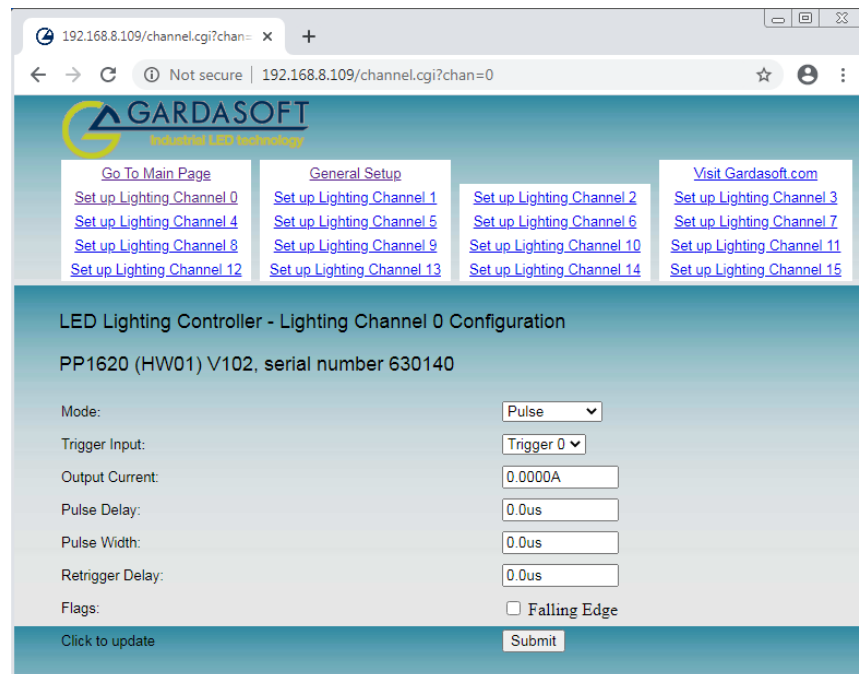 192.168.8.109/channel.cgi?chan=
Not secure | 192.168.8.109/channel.cgi?chan=0
GARDASOFT
Industrial LED technology
Go To Main Page General Setup Visit Gardasoft.com
Set up Lighting Channel 0 Set up Lighting Channel 1 Set up Lighting Channel 2 Set up Lighting Channel 3
Set up Lighting Channel 4 Set up Lighting Channel 5 Set up Lighting Channel 6 Set up Lighting Channel 7
Set up Lighting Channel 8 Set up Lighting Channel 9 Set up Lighting Channel 10 Set up Lighting Channel 11
Set up Lighting Channel 12 Set up Lighting Channel 13 Set up Lighting Channel 14 Set up Lighting Channel 15
LED Lighting Controller - Lighting Channel 0 Configuration
PP1620 (HW01) V102, serial number 630140
Mode: Pulse
Trigger Input: Trigger 0
Output Current: 0.0000A
Pulse Delay: 0.0us
Pulse Width: 0.0us
Retrigger Delay: 0.0us
Flags: Falling Edge
Click to update Submit